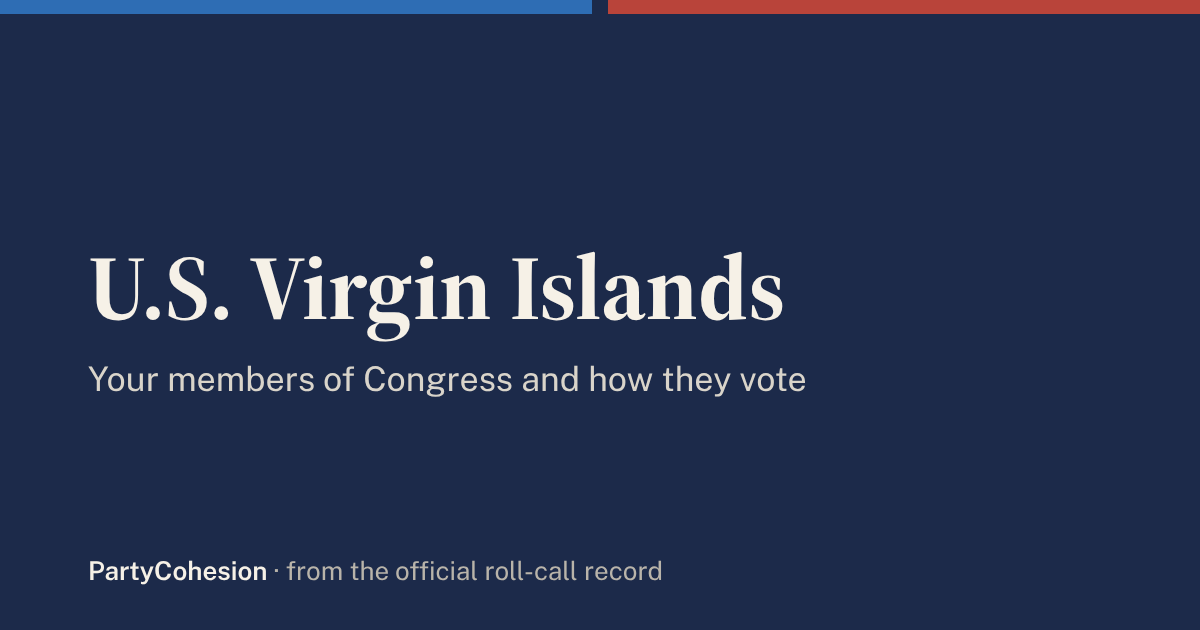 U.S. Virgin Islands
Your members of Congress and how they vote
PartyCohesion · from the official roll-call record